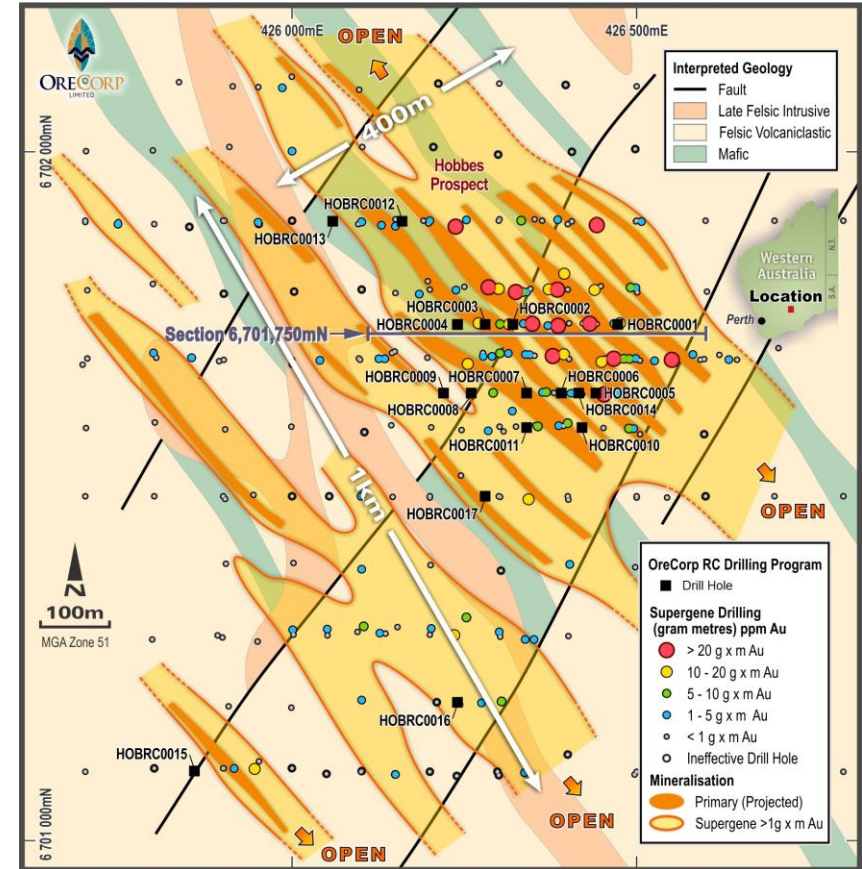 ORECORP
LIMITED
426 000mE
426 500mE
OPEN
6 702 000mN
400m
Hobbes
Prospect
Interpreted Geology
Fault
Late Felsic Intrusive
Felsic Volcaniclastic
Mafic
Western
Australia
Location
Perth
N.T.
S.A.
HOBRC0012
HOBRC0013
HOBRC0003
HOBRC0002
HOBRC0004
HOBRC0001
Section 6,701,750mN
HOBRC0009
HOBRC0007
HOBRC0006
HOBRC0005
HOBRC0008
HOBRC0014
HOBRC0011
HOBRC0010
1km
HOBRC0017
OPEN
N
100m
MGA Zone 51
OreCorp RC Drilling Program
Drill Hole
Supergene Drilling
(gram metres) ppm Au
> 20 g x m Au
10 - 20 g x m Au
5 - 10 g x m Au
1 - 5 g x m Au
< 1 g x m Au
Ineffective Drill Hole
Mineralisation
Primary (Projected)
Supergene >1g x m Au
HOBRC0016
HOBRC0015
6 701 000mN
OPEN
OPEN